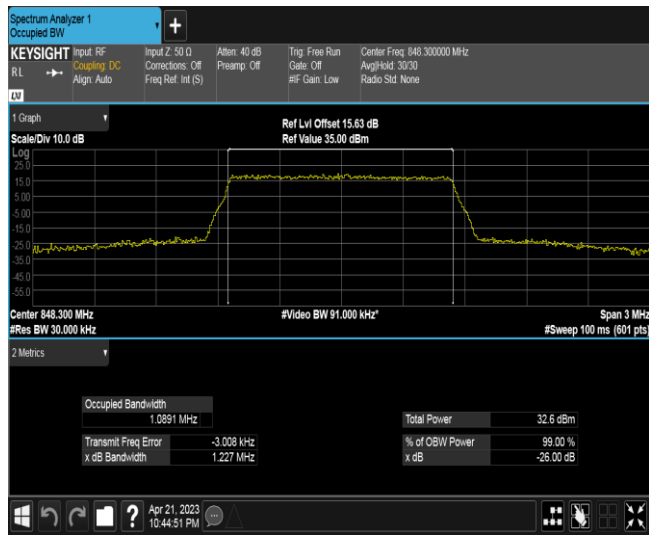 Spectrum Analyzer 1
Occupied BW
+
KEYSIGHT
RL
LXI
Input: RF
Coupling: DC
Align: Auto
Input Z: 50 Ω
Corrections: Off
Freq Ref: Int (S)
Atten: 40 dB
Preamp: Off
Trig: Free Run
Gate: Off
#IF Gain: Low
Center Freq: 848.300000 MHz
Avg|Hold: 30/30
Radio Std: None
1 Graph
Scale/Div 10.0 dB
Ref Lvl Offset 15.63 dB
Ref Value 35.00 dBm
Log
25.0
15.0
5.00
-5.00
-15.0
-25.0
-35.0
-45.0
-55.0
Center 848.300 MHz
#Video BW 91.000 kHz*
Span 3 MHz
#Res BW 30.000 kHz
#Sweep 100 ms (601 pts)
2 Metrics
Occupied Bandwidth
1.0891 MHz
Total Power 32.6 dBm
Transmit Freq Error -3.008 kHz
% of OBW Power 99.00 %
x dB Bandwidth 1.227 MHz
x dB -26.00 dB
?
Apr 21, 2023
10:44:51 PM